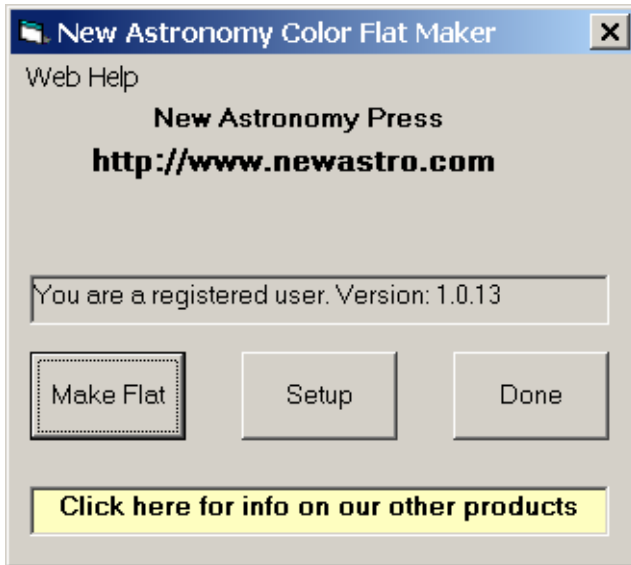 New Astronomy Color Flat Maker
Web Help
New Astronomy Press
http://www.newastro.com
You are a registered user. Version: 1.0.13
Make Flat
Setup
Done
Click here for info on our other products